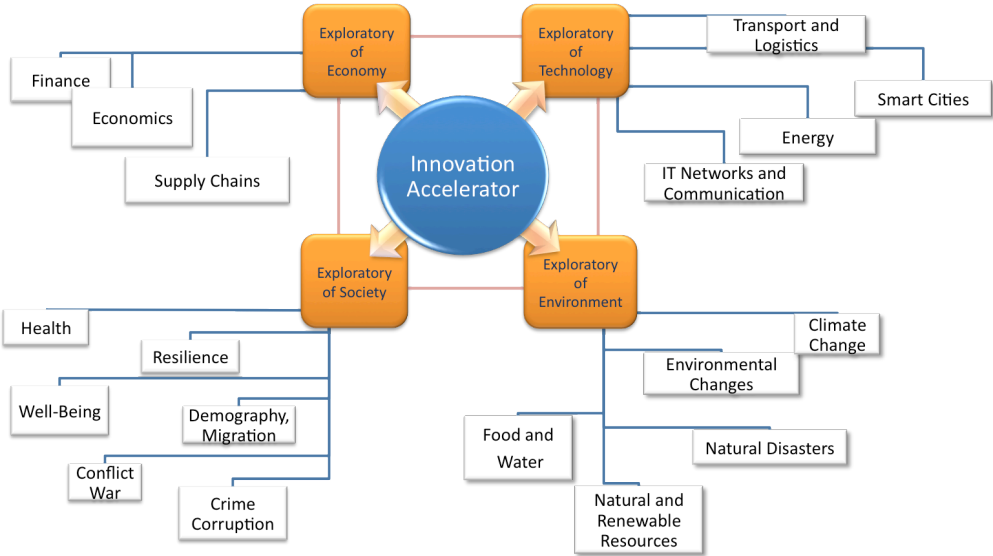 Exploratory
of
Economy
Exploratory
of
Technology
Transport and
Logistics
Finance
Economics
Supply Chains
Smart Cities
Energy
IT Networks and
Communication
Innovation
Accelerator
Exploratory
of Society
Exploratory
of
Environment
Health
Resilience
Well-Being
Demography,
Migration
Conflict
War
Crime
Corruption
Climate
Change
Environmental
Changes
Food and
Water
Natural Disasters
Natural and
Renewable
Resources